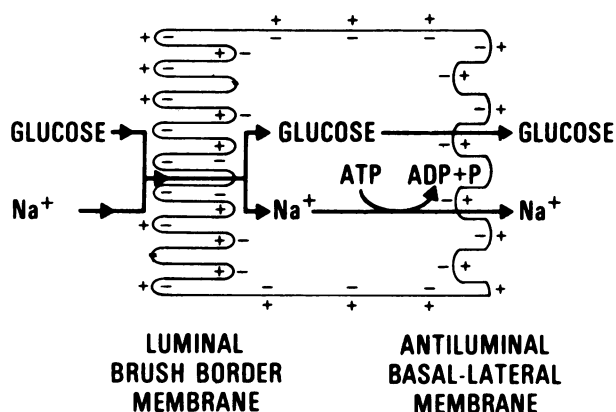 GLUCOSE GLUCOSE GLUCOSE
ATP ADP+P
Na+ Na+ Na+
LUMINAL
BRUSH BORDER
MEMBRANE
ANTILUMINAL
BASAL-LATERAL
MEMBRANE